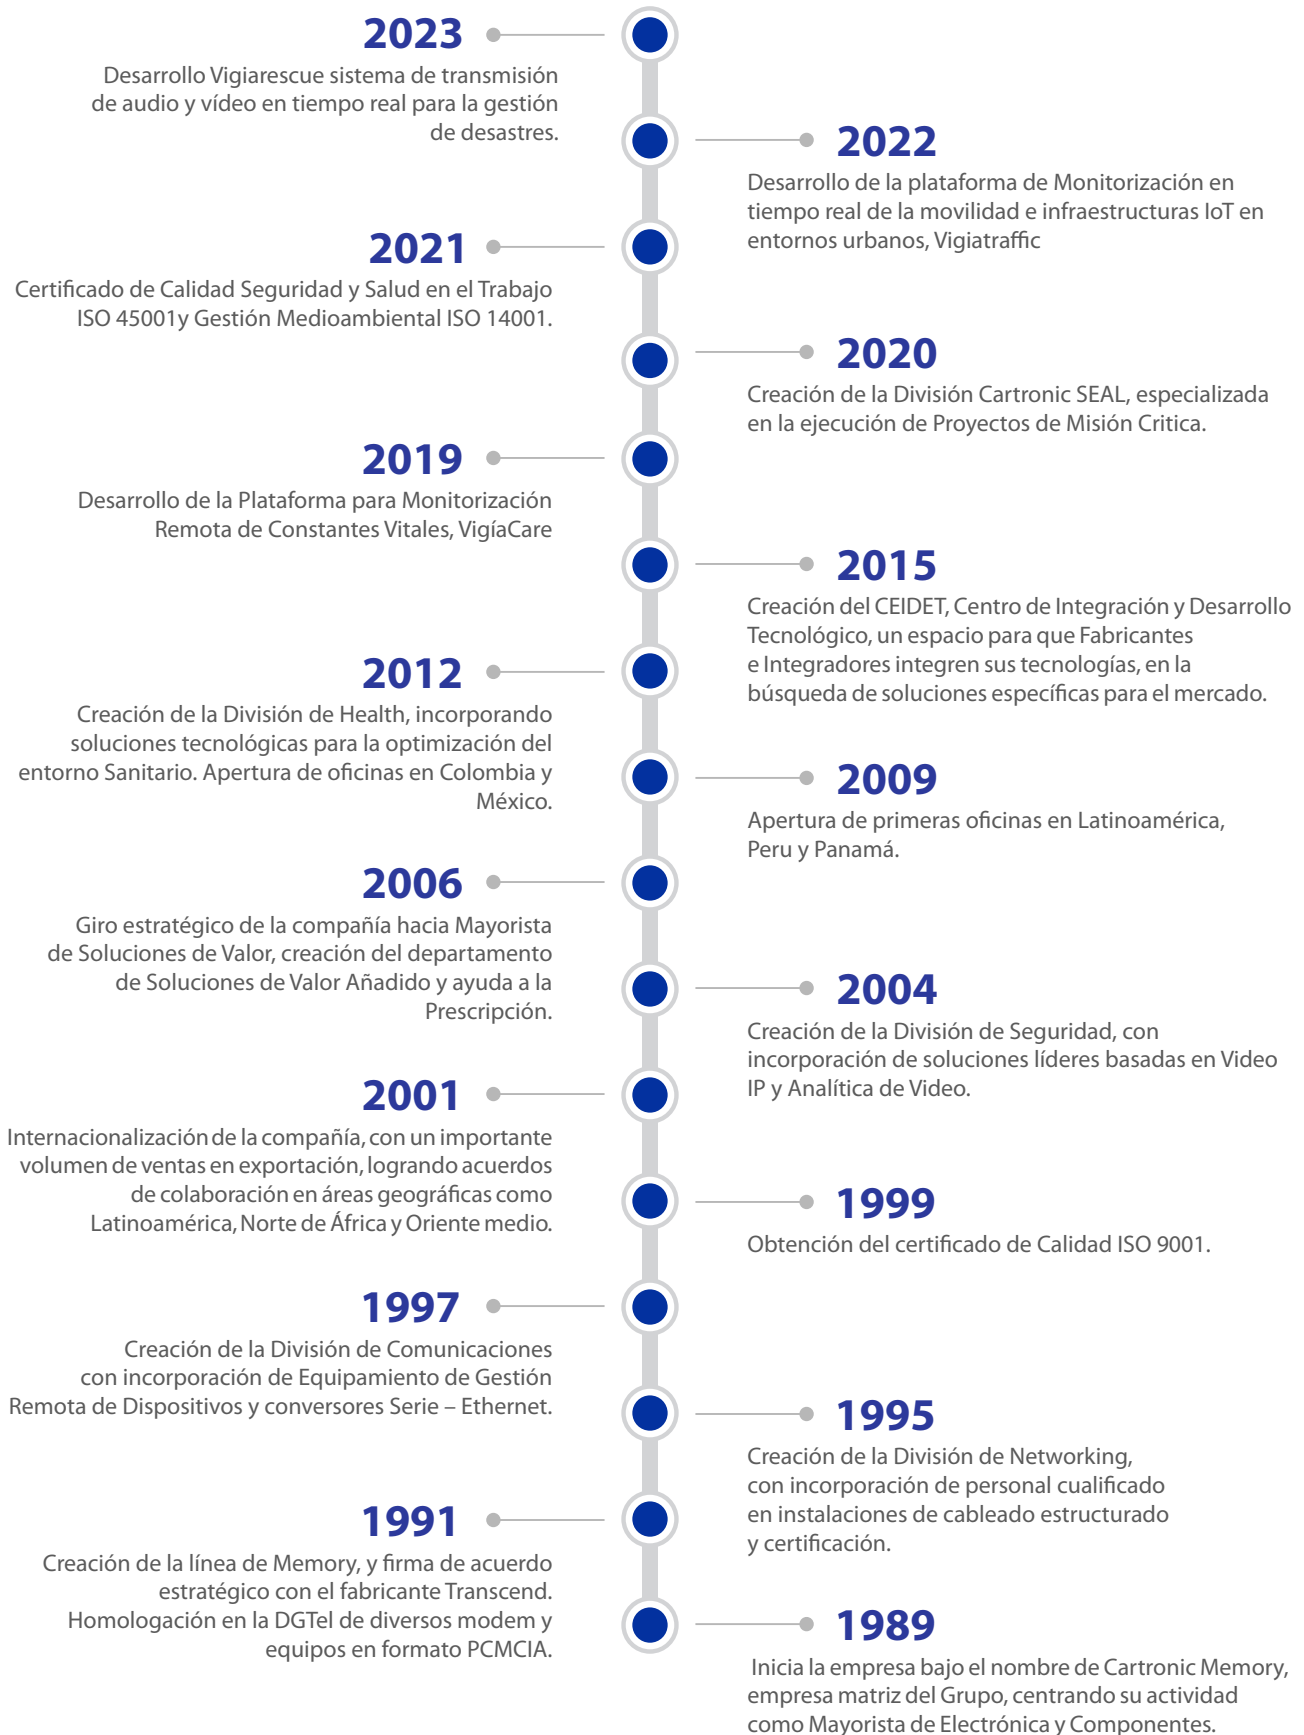 2023
Desarrollo Vigiarescue sistema de transmisión
de audio y vídeo en tiempo real para la gestión
de desastres.
2022
Desarrollo de la plataforma de Monitorización en
tiempo real de la movilidad e infraestructuras IoT en
entornos urbanos, Vigiatraffic
2021
Certificado de Calidad Seguridad y Salud en el Trabajo
ISO 45001y Gestión Medioambiental ISO 14001.
2020
Creación de la División Cartronic SEAL, especializada
en la ejecución de Proyectos de Misión Critica.
2019
Desarrollo de la Plataforma para Monitorización
Remota de Constantes Vitales, VigíaCare
2015
Creación del CEIDET, Centro de Integración y Desarrollo
Tecnológico, un espacio para que Fabricantes
e Integradores integren sus tecnologías, en la
búsqueda de soluciones específicas para el mercado.
2012
Creación de la División de Health, incorporando
soluciones tecnológicas para la optimización del
entorno Sanitario. Apertura de oficinas en Colombia y
México.
2009
Apertura de primeras oficinas en Latinoamérica,
Peru y Panamá.
2006
Giro estratégico de la compañía hacia Mayorista
de Soluciones de Valor, creación del departamento
de Soluciones de Valor Añadido y ayuda a la
Prescripción.
2004
Creación de la División de Seguridad, con
incorporación de soluciones líderes basadas en Video
IP y Analítica de Video.
2001
Internacionalización de la compañía, con un importante
volumen de ventas en exportación, logrando acuerdos
de colaboración en áreas geográficas como
Latinoamérica, Norte de África y Oriente medio.
1999
Obtención del certificado de Calidad ISO 9001.
1997
Creación de la División de Comunicaciones
con incorporación de Equipamiento de Gestión
Remota de Dispositivos y conversores Serie – Ethernet.
1995
Creación de la División de Networking,
con incorporación de personal cualificado
en instalaciones de cableado estructurado
y certificación.
1991
Creación de la línea de Memory, y firma de acuerdo
estratégico con el fabricante Transcend.
Homologación en la DGTel de diversos modem y
equipos en formato PCMCIA.
1989
Inicia la empresa bajo el nombre de Cartronic Memory,
empresa matriz del Grupo, centrando su actividad
como Mayorista de Electrónica y Componentes.